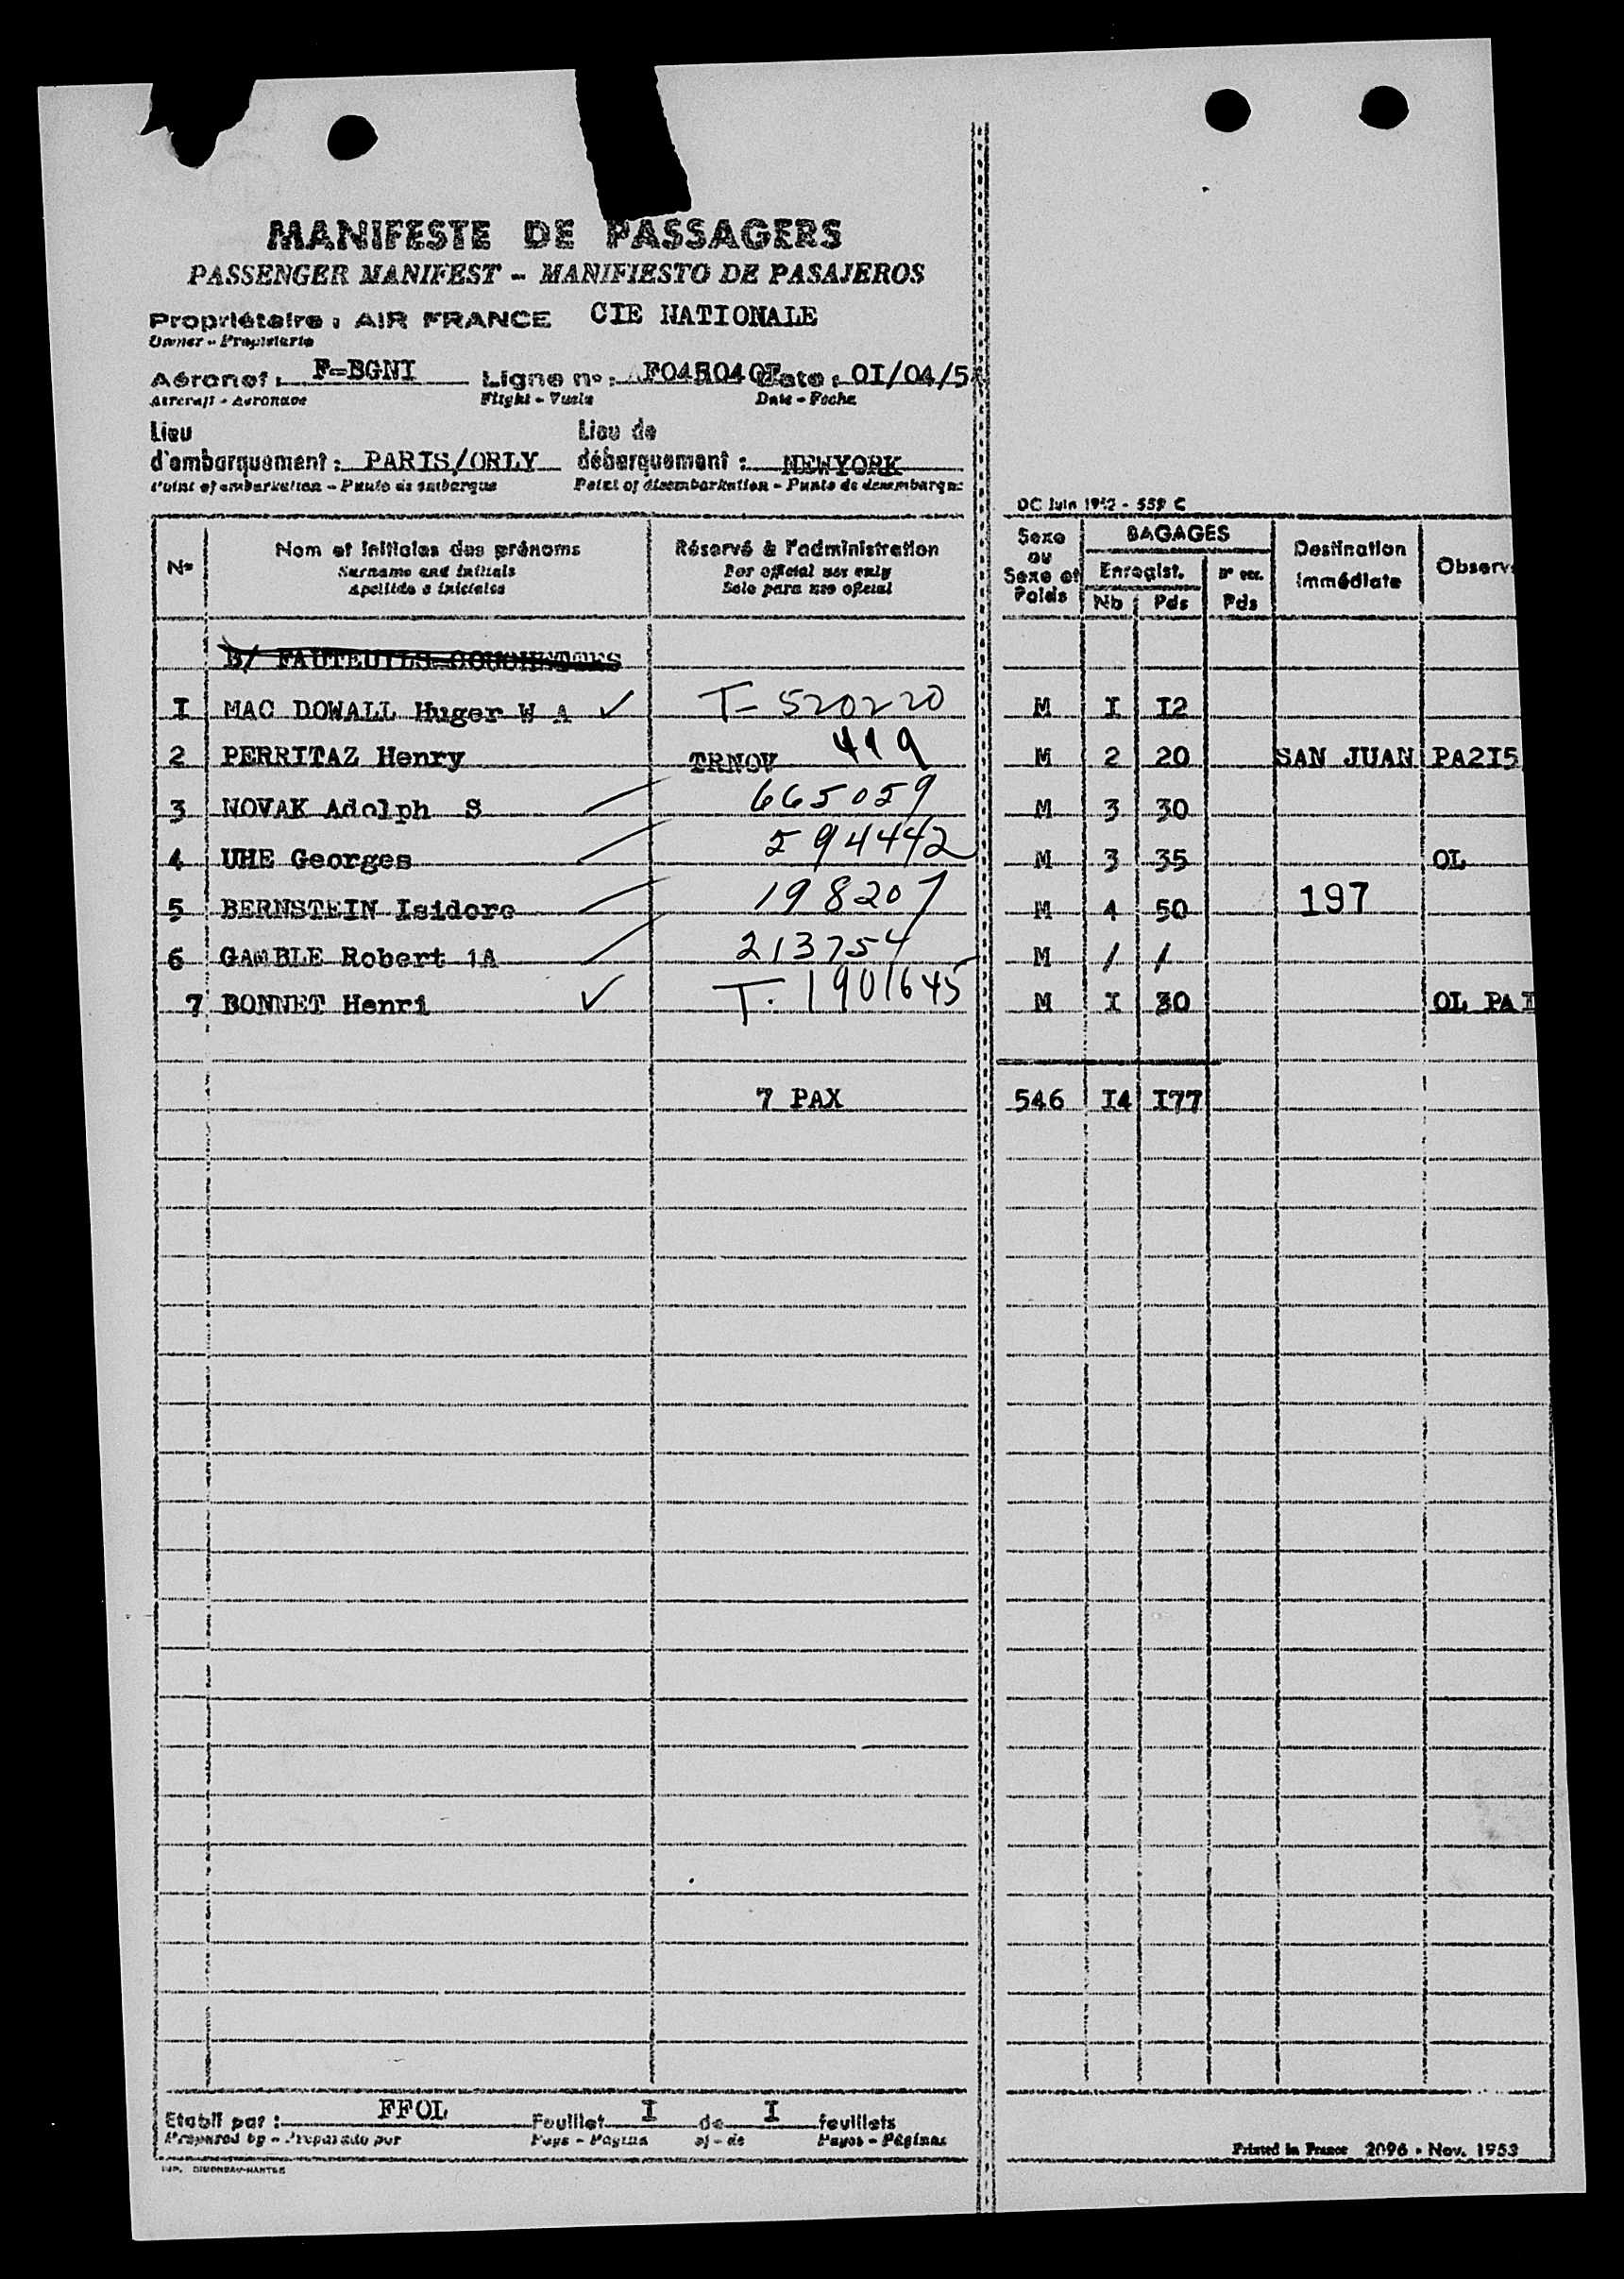 MANIFESTE DE PASSAGERS
PASSENGER MANIFEST - MANIFIESTO DE PASAJEROS
Propriétaire : AIR FRANCE CIE NATIONALE
Owner - Propietario
Aéronef : F-BGNI Ligne n° : Date : OI/04/5
Aircraft - Aeronave Flight - Vuelo Date - Fecha
Lieu Lieu de
d'embarquement : PARIS/ORLY débarquement : NEWYORK
Point of embarkation - Punto de embarque Point of disembarkation - Punto de desembarque
OC Juin 1952 - 559 C
N° Nom et initiales des prénoms Réservé à l'administration Sexe ou Sexe et Poids BAGAGES Destination immédiate Observ
Surname and initials For official use only Enregist.
Apellido e iniciales Solo para uso oficial Nb Pds Pds
B/ FAUTEUILS COUCHETTES
I MAC DOWALL Huger W A ✓ T- 520220 M I I2
2 PERRITAZ Henry TRNOV 419 M 2 20 SAN JUAN PA2I5
3 NOVAK Adolph S 665059 M 3 30
4 UHE Georges 594442 M 3 35 OL
5 BERNSTEIN Isidore 198207 M 4 50 197
6 GAMBLE Robert 1A 213754 M / /
7 BONNET Henri ✓ T. 1901645 M I 30 OL PA I
7 PAX 546 I4 I77
Etabli par : FFOL Feuillet I de I feuillets
Prepared by - Preparado por Page - Página of - de Pages - Páginas
Printed in France 2096 - Nov. 1953